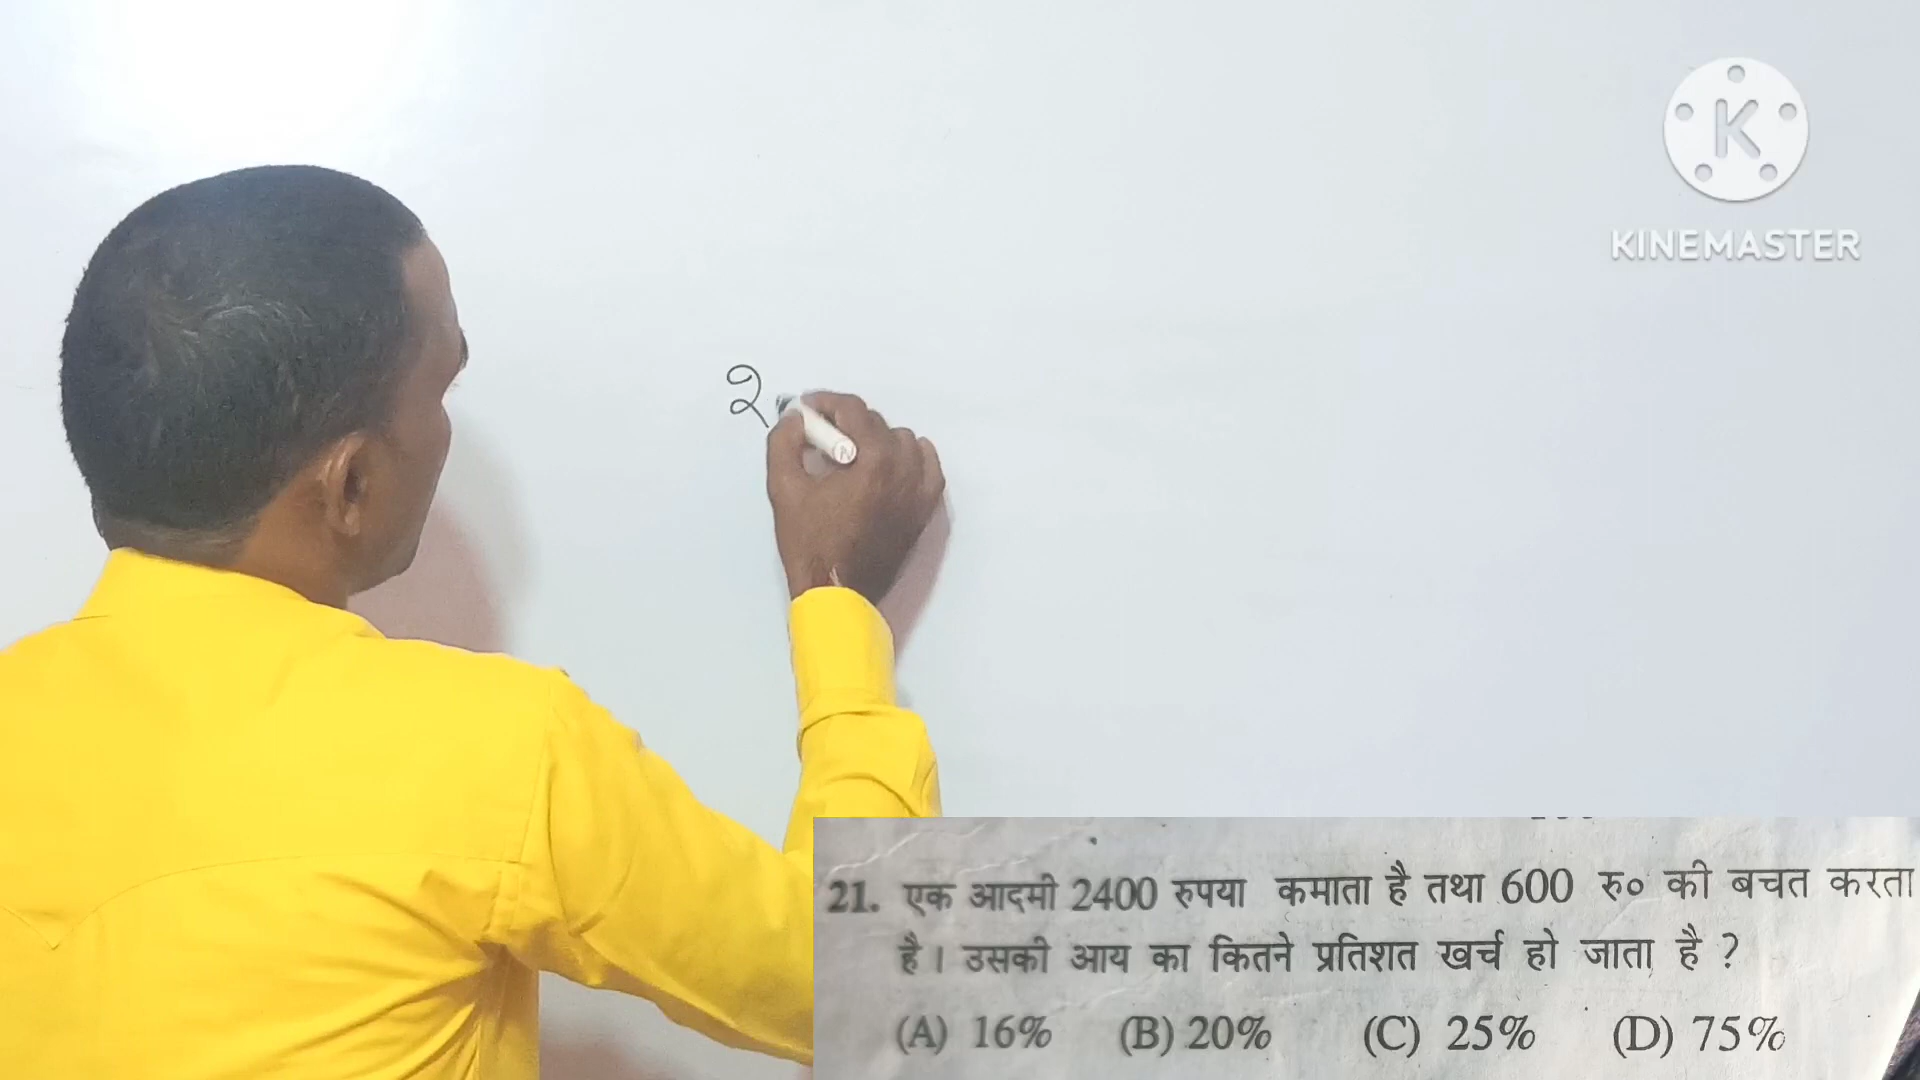 K
KINEMASTER
२
21. एक आदमी 2400 रुपया कमाता है तथा 600 रु० की बचत करता
है। उसकी आय का कितने प्रतिशत खर्च हो जाता है ?
(A) 16% (B) 20% (C) 25% (D) 75%